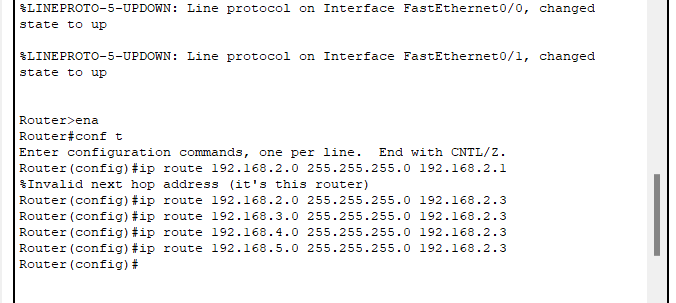 %LINEPROTO-5-UPDOWN: Line protocol on Interface FastEthernet0/0, changed
state to up
%LINEPROTO-5-UPDOWN: Line protocol on Interface FastEthernet0/1, changed
state to up
Router>ena
Router#conf t
Enter configuration commands, one per line.  End with CNTL/Z.
Router(config)#ip route 192.168.2.0 255.255.255.0 192.168.2.1
%Invalid next hop address (it's this router)
Router(config)#ip route 192.168.2.0 255.255.255.0 192.168.2.3
Router(config)#ip route 192.168.3.0 255.255.255.0 192.168.2.3
Router(config)#ip route 192.168.4.0 255.255.255.0 192.168.2.3
Router(config)#ip route 192.168.5.0 255.255.255.0 192.168.2.3
Router(config)#